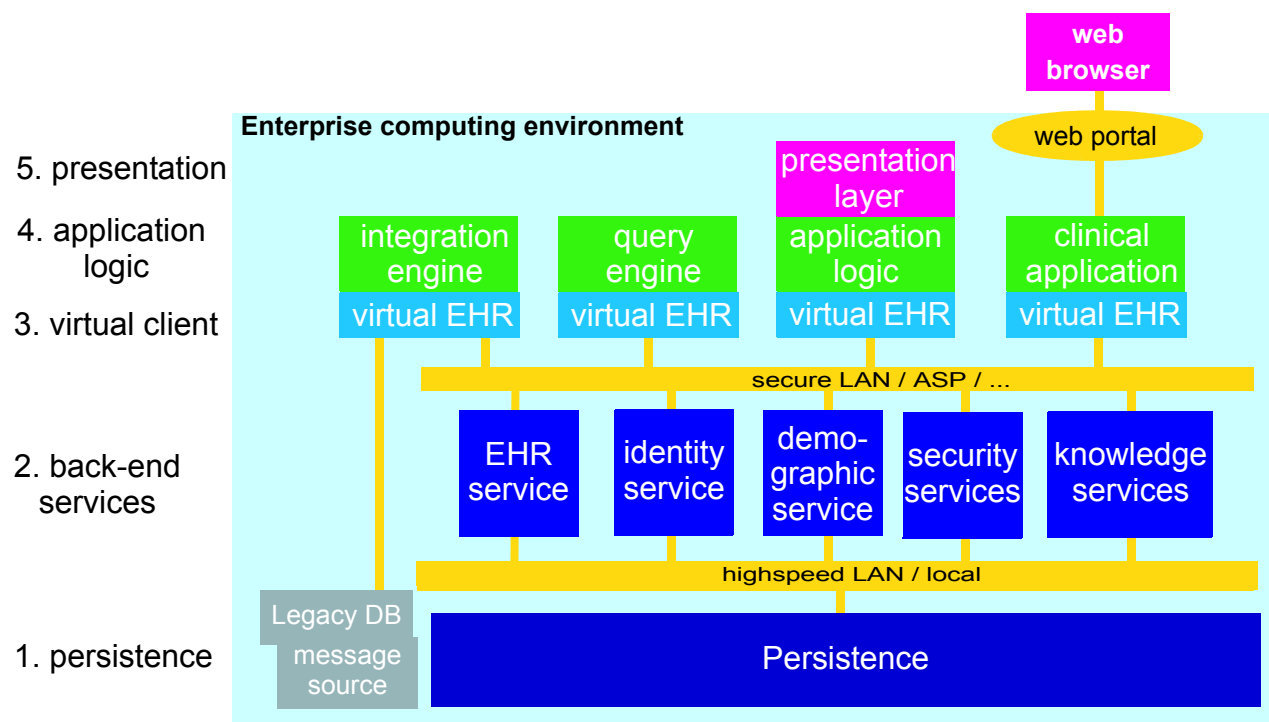 web
browser
Enterprise computing environment
web portal
5. presentation
presentation
layer
4. application
logic
integration
engine
query
engine
application
logic
clinical
application
3. virtual client
virtual EHR
virtual EHR
virtual EHR
virtual EHR
secure LAN / ASP / ...
2. back-end
services
EHR
service
identity
service
demo-
graphic
service
security
services
knowledge
services
highspeed LAN / local
Legacy DB
message
source
1. persistence
Persistence